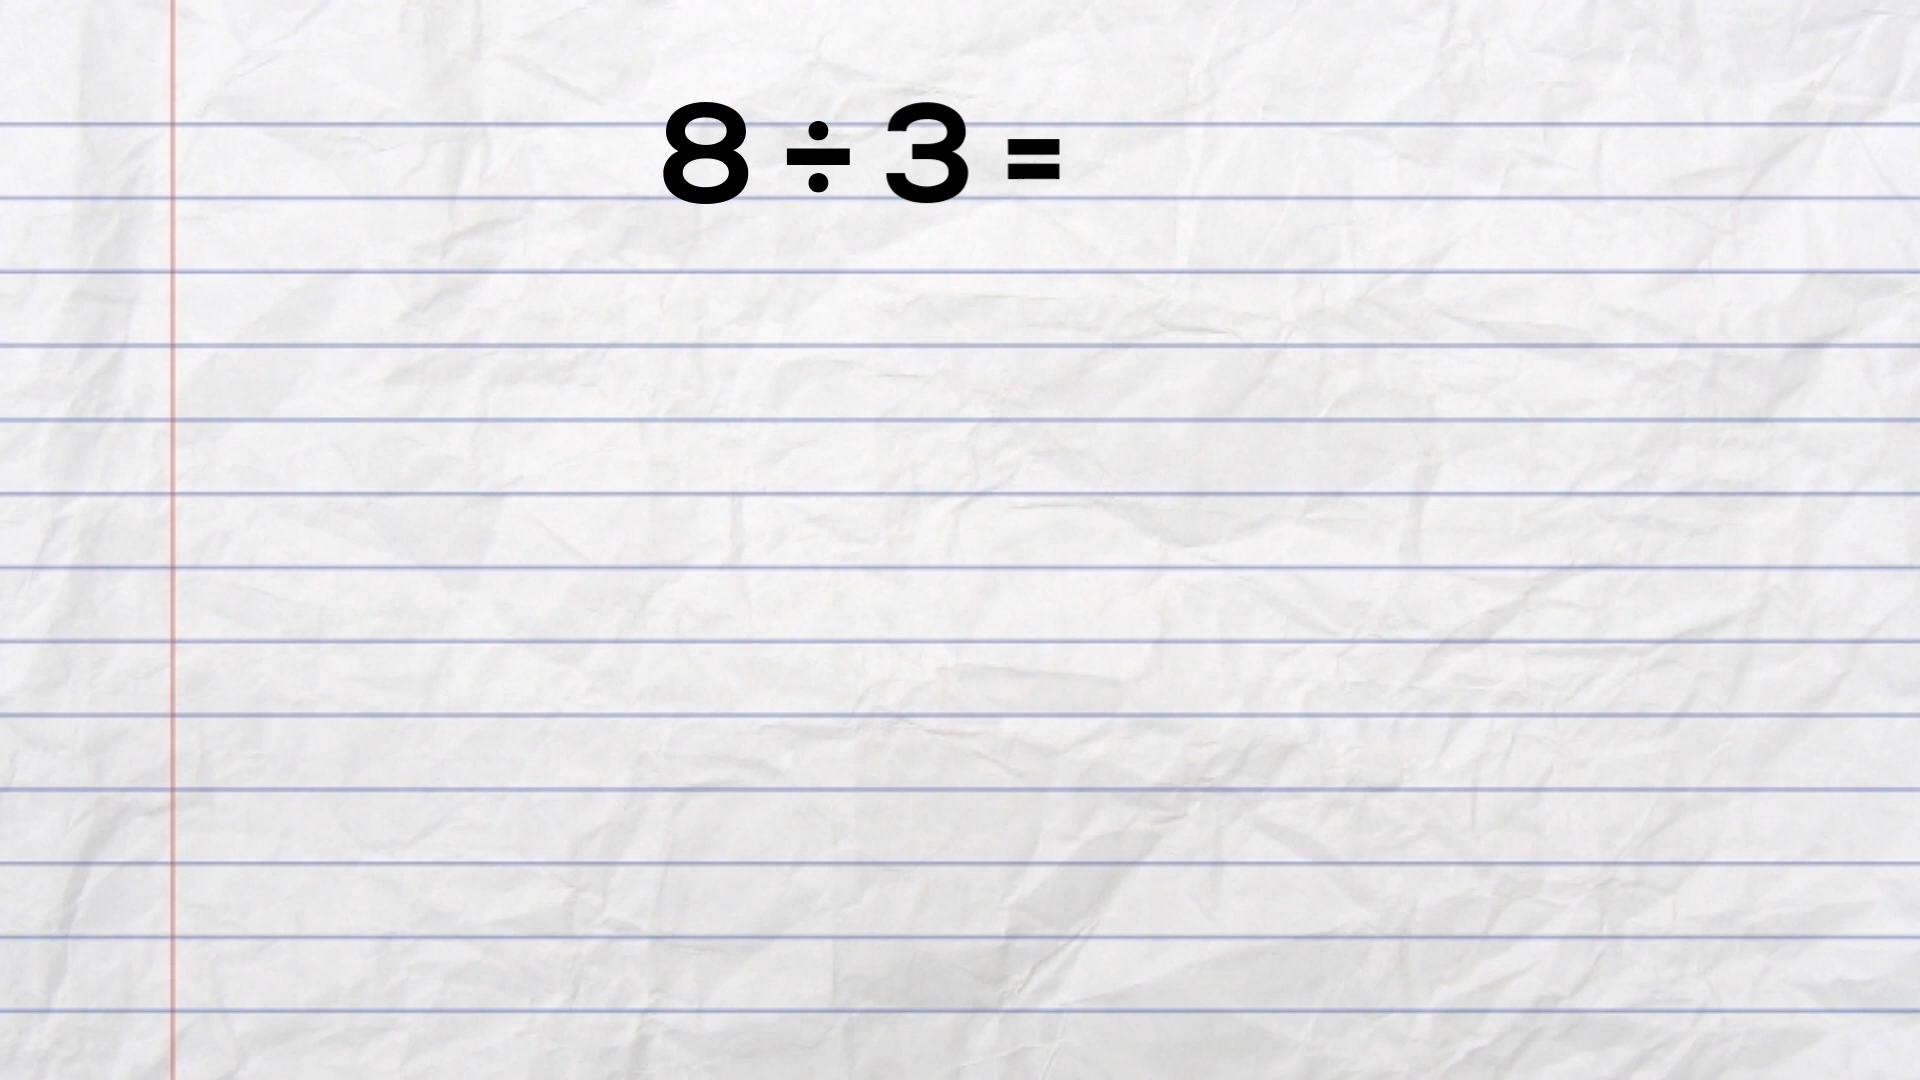 8 ÷ 3 =